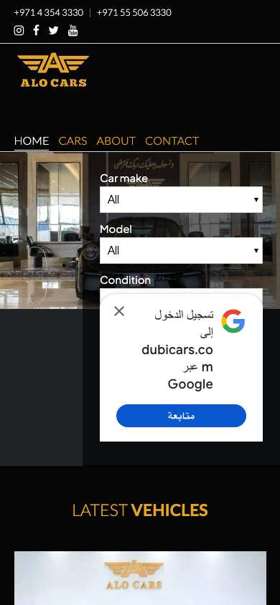 +971 4 354 3330 | +971 55 506 3330
ALO CARS
HOME CARS ABOUT CONTACT
Car make
All
Model
All
Condition
تسجيل الدخول
إلى
dubicars.co
m عبر
Google
متابعة
LATEST VEHICLES
ALO CARS